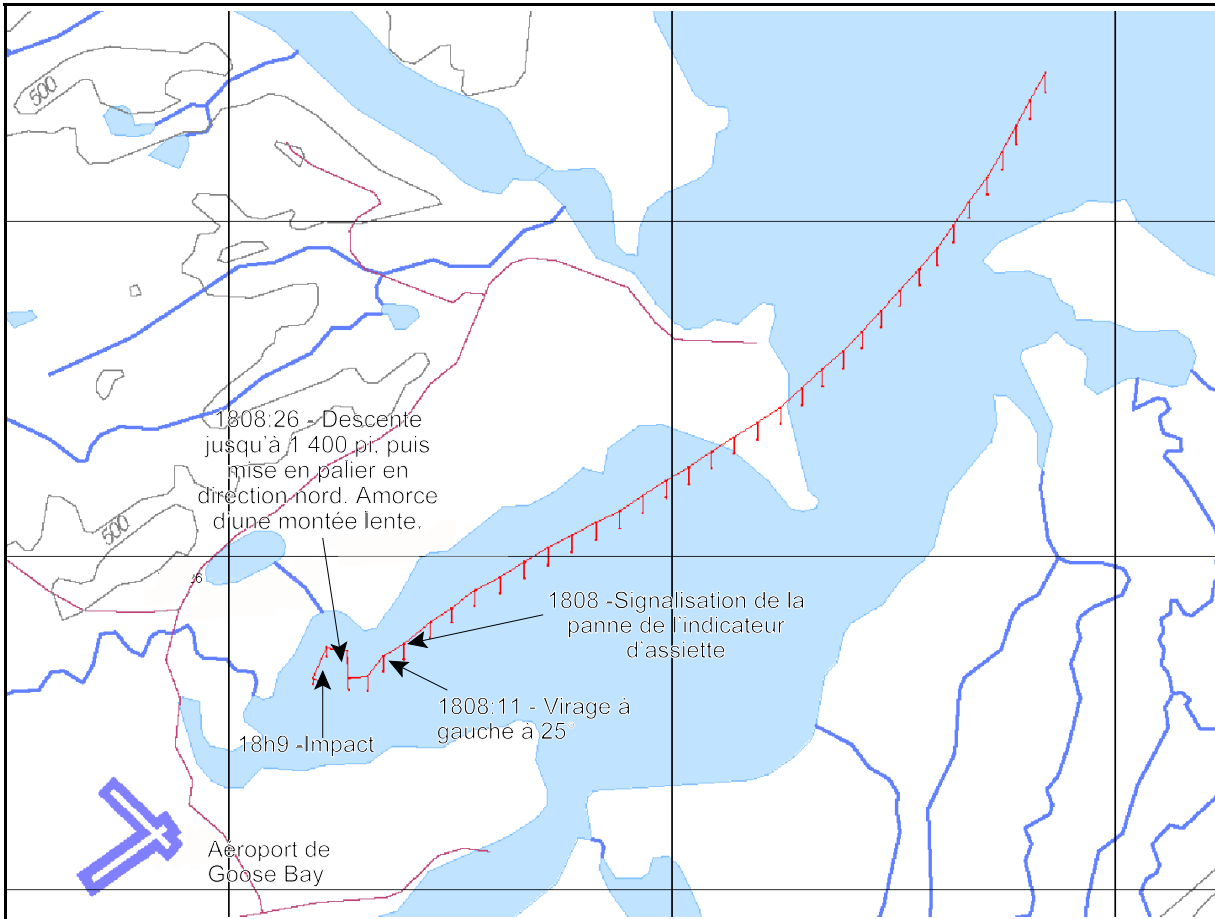 500
1808:26 - Descente
jusqu'à 1 400 pi, puis
mise en palier en
direction nord. Amorce
d'une montée lente.
500
1808 -Signalisation de la
panne de l'indicateur
d'assiette
1808:11 - Virage à
gauche à 25°
18h9 -Impact
Aéroport de
Goose Bay